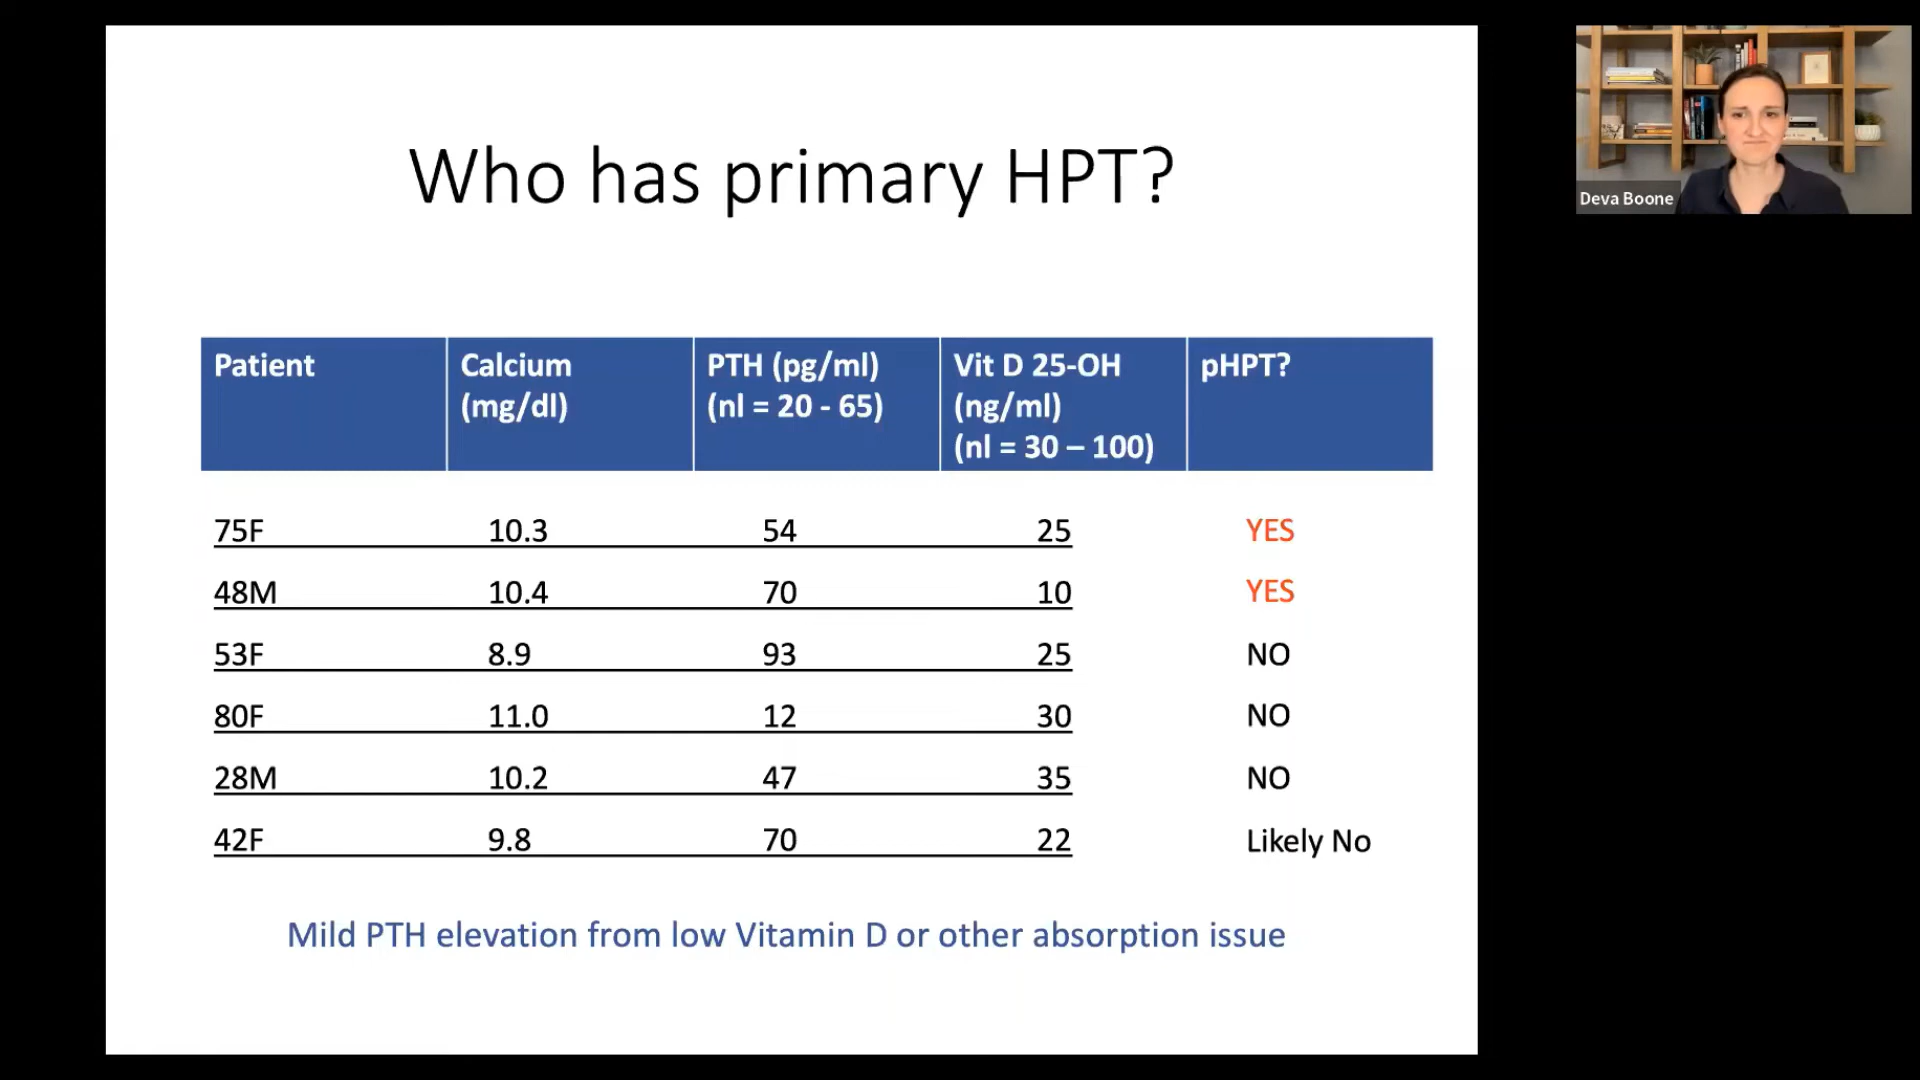 Who has primary HPT?
Patient Calcium (mg/dl) PTH (pg/ml) (nl = 20 - 65) Vit D 25-OH (ng/ml) (nl = 30 – 100) pHPT?
75F 10.3 54 25 YES
48M 10.4 70 10 YES
53F 8.9 93 25 NO
80F 11.0 12 30 NO
28M 10.2 47 35 NO
42F 9.8 70 22 Likely No
Mild PTH elevation from low Vitamin D or other absorption issue
Deva Boone